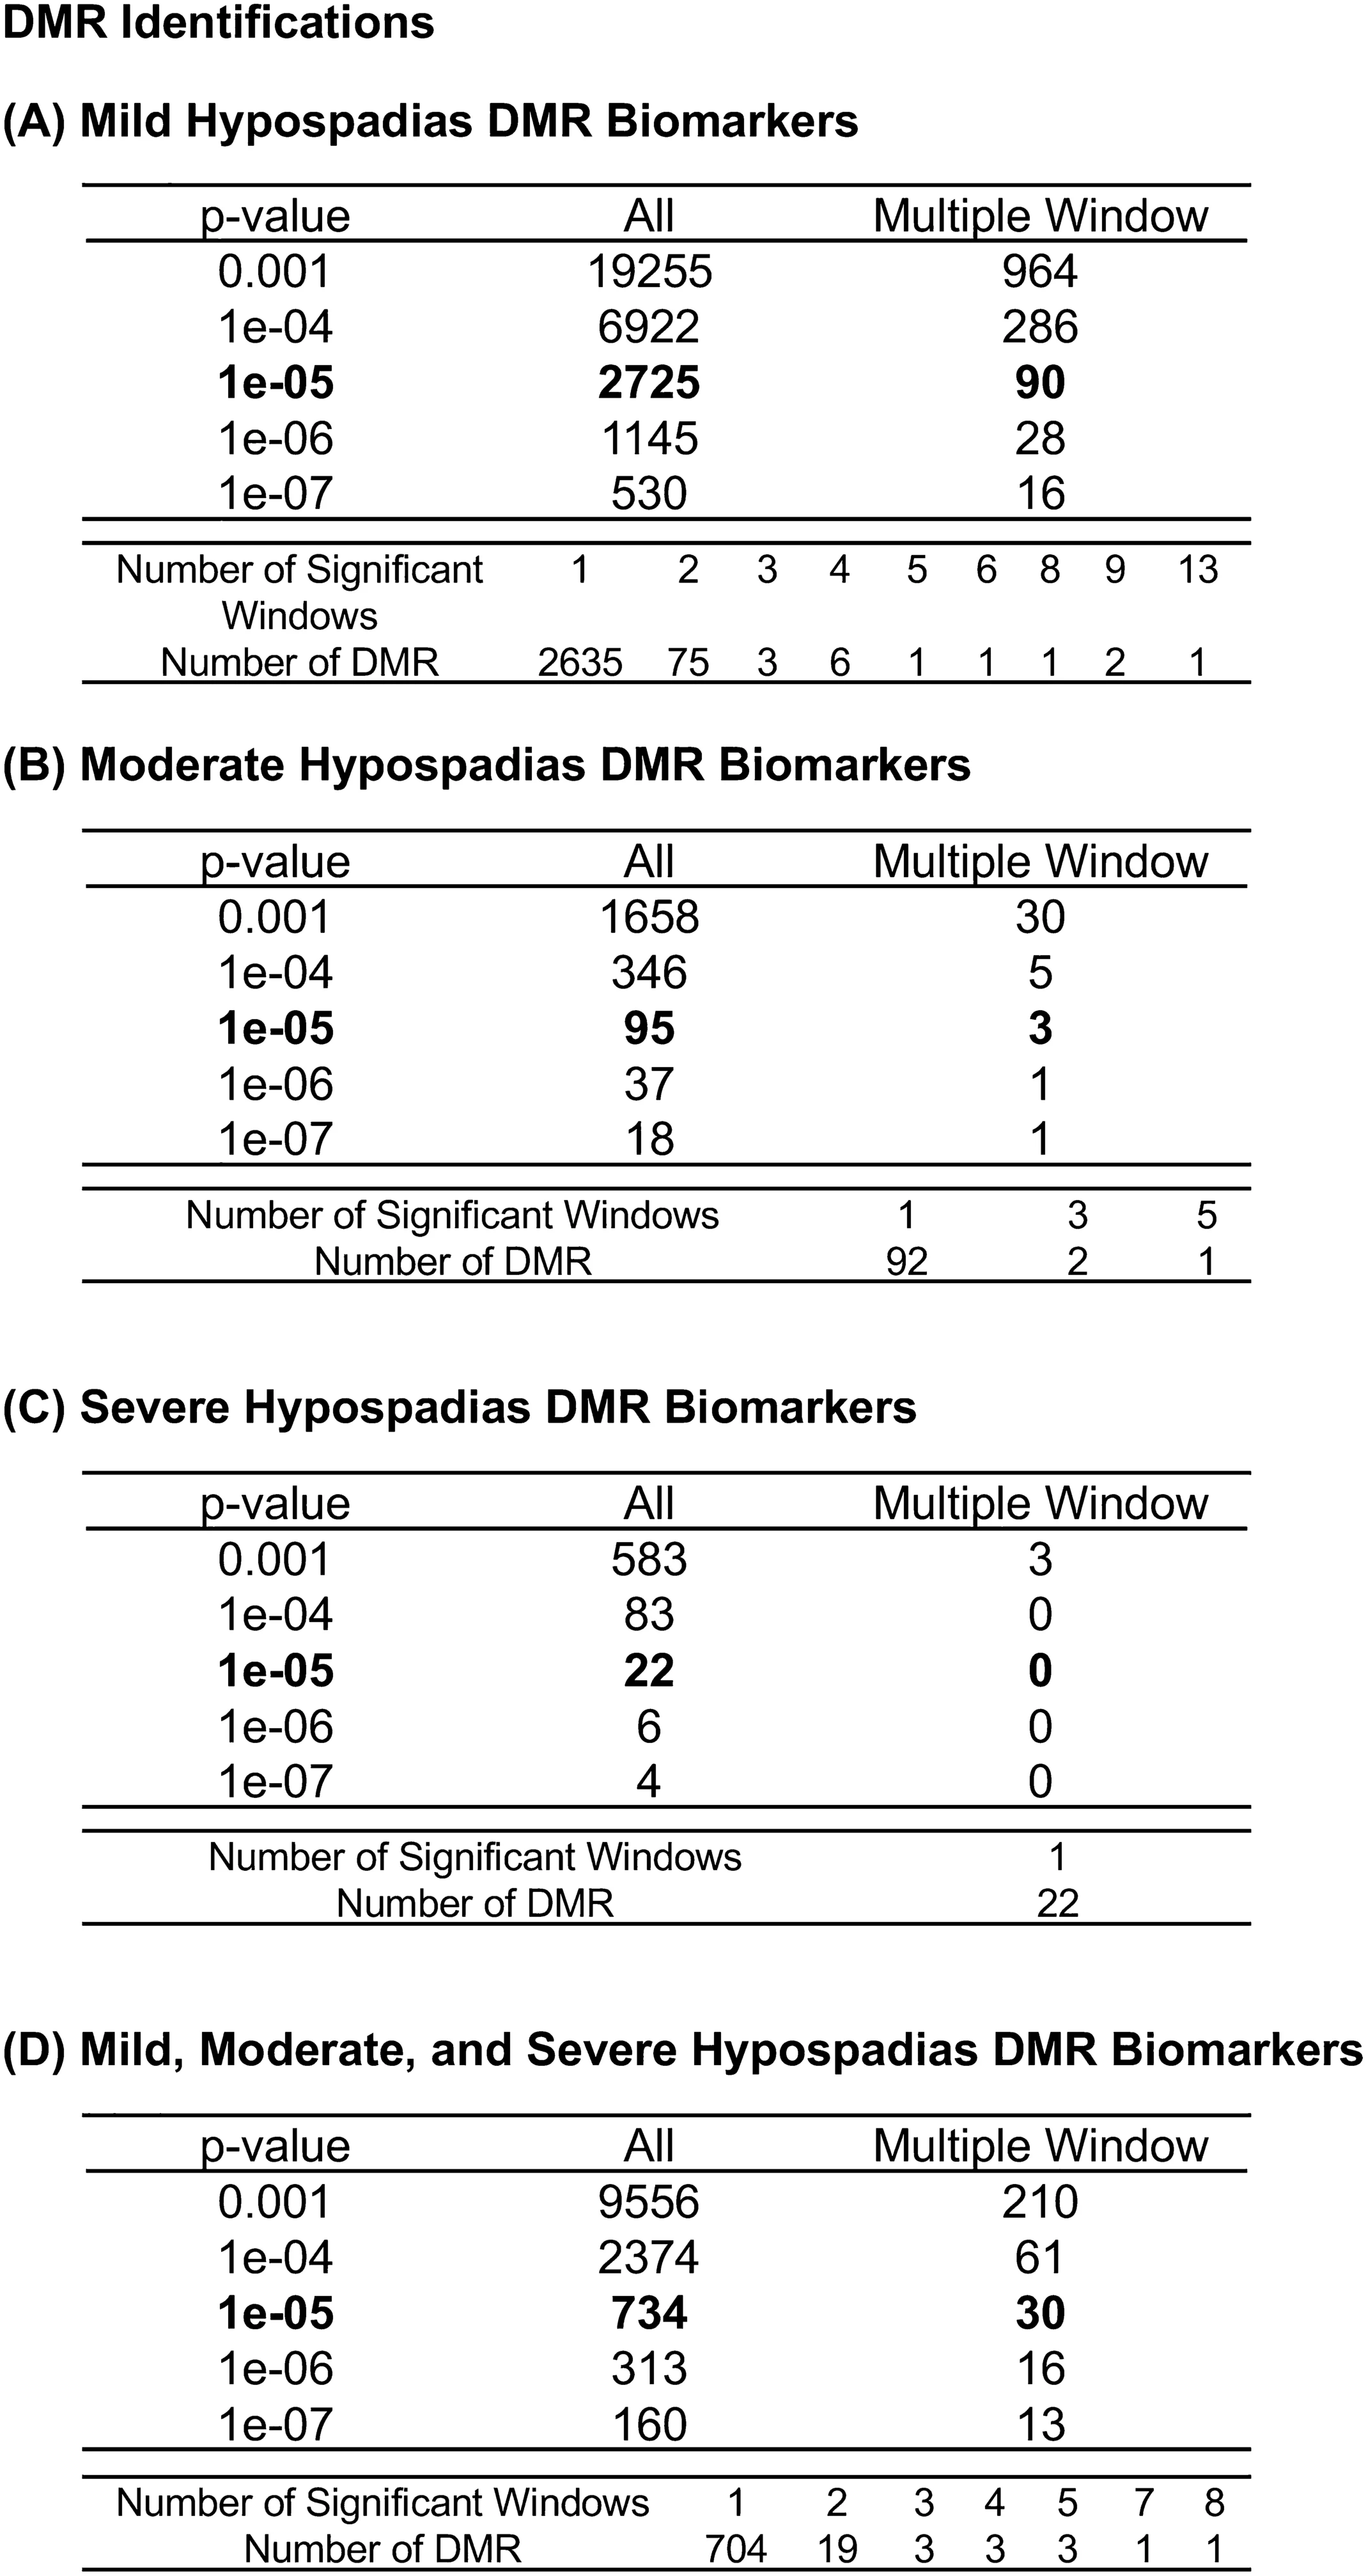 DMR Identifications
(A) Mild Hypospadias DMR Biomarkers
p-value All Multiple Window
0.001 19255 964
1e-04 6922 286
1e-05 2725 90
1e-06 1145 28
1e-07 530 16
Number of Significant 1 2 3 4 5 6 8 9 13
Windows
Number of DMR 2635 75 3 6 1 1 1 2 1
(B) Moderate Hypospadias DMR Biomarkers
p-value All Multiple Window
0.001 1658 30
1e-04 346 5
1e-05 95 3
1e-06 37 1
1e-07 18 1
Number of Significant Windows 1 3 5
Number of DMR 92 2 1
(C) Severe Hypospadias DMR Biomarkers
p-value All Multiple Window
0.001 583 3
1e-04 83 0
1e-05 22 0
1e-06 6 0
1e-07 4 0
Number of Significant Windows 1
Number of DMR 22
(D) Mild, Moderate, and Severe Hypospadias DMR Biomarkers
p-value All Multiple Window
0.001 9556 210
1e-04 2374 61
1e-05 734 30
1e-06 313 16
1e-07 160 13
Number of Significant Windows 1 2 3 4 5 7 8
Number of DMR 704 19 3 3 3 1 1